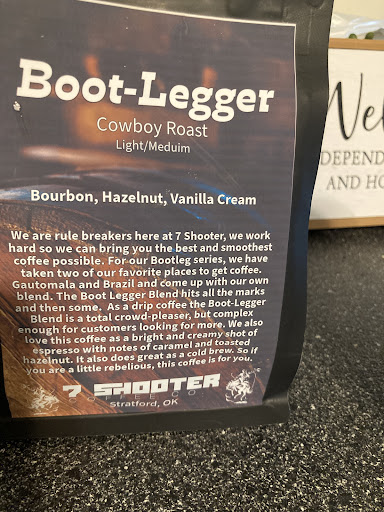 Boot-Legger
Cowboy Roast
Light/Meduim
Bourbon, Hazelnut, Vanilla Cream
We are rule breakers here at 7 Shooter, we work
hard so we can bring you the best and smoothest
coffee possible. For our Bootleg series, we have
taken two of our favorite places to get coffee.
Gautomala and Brazil and come up with our own
blend. The Boot Legger Blend hits all the marks
and then some. As a drip coffee the Boot-Legger
Blend is a total crowd-pleaser, but complex
enough for customers looking for more. We also
love this coffee as a bright and creamy shot of
espresso with notes of caramel and toasted
hazelnut. It also does great as a cold brew. So if
you are a little rebelious, this coffee is for you.
7 SHOOTER
COFFEE CO
Stratford, OK
DEPEND
AND HO